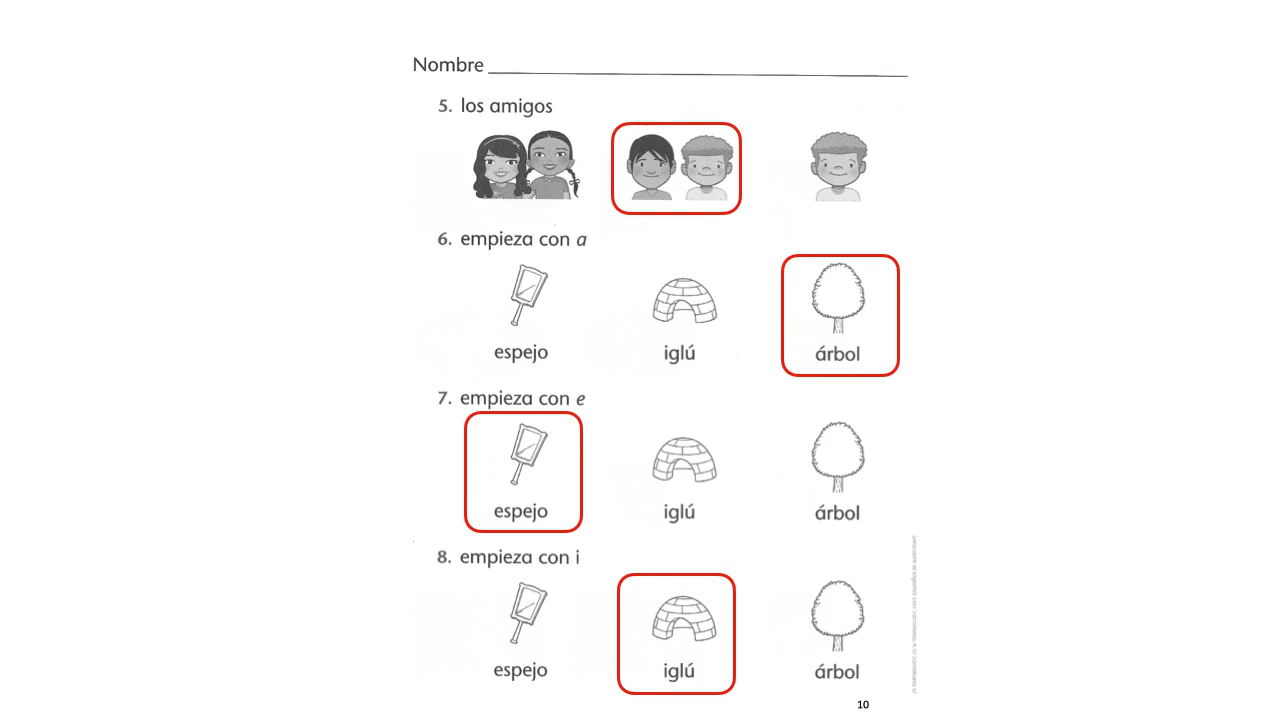 Nombre
5. los amigos
6. empieza con a
espejo iglú árbol
7. empieza con e
espejo iglú árbol
8. empieza con i
espejo iglú árbol
10